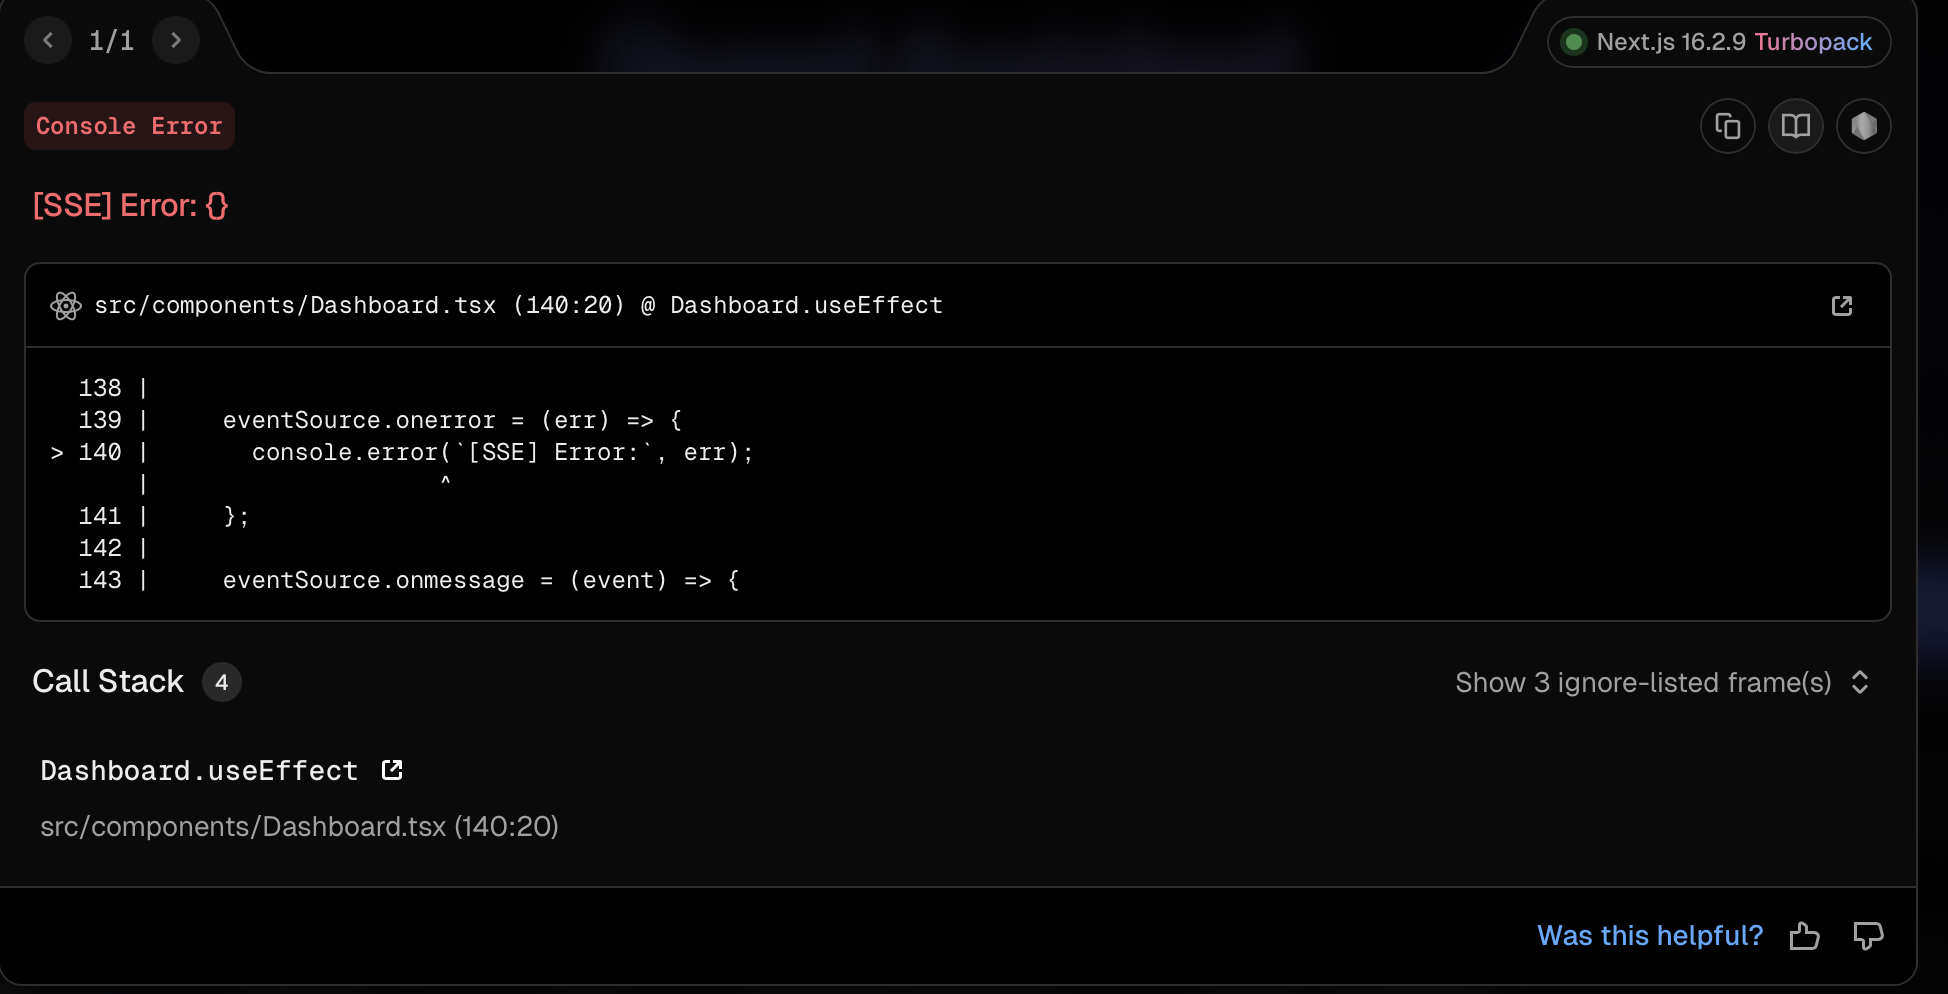 1/1
Next.js 16.2.9 Turbopack
Console Error
[SSE] Error: {}
src/components/Dashboard.tsx (140:20) @ Dashboard.useEffect
138 |
139 |     eventSource.onerror = (err) => {
> 140 |       console.error(`[SSE] Error:`, err);
|                    ^
141 |     };
142 |
143 |     eventSource.onmessage = (event) => {
Call Stack 4
Show 3 ignore-listed frame(s)
Dashboard.useEffect
src/components/Dashboard.tsx (140:20)
Was this helpful?